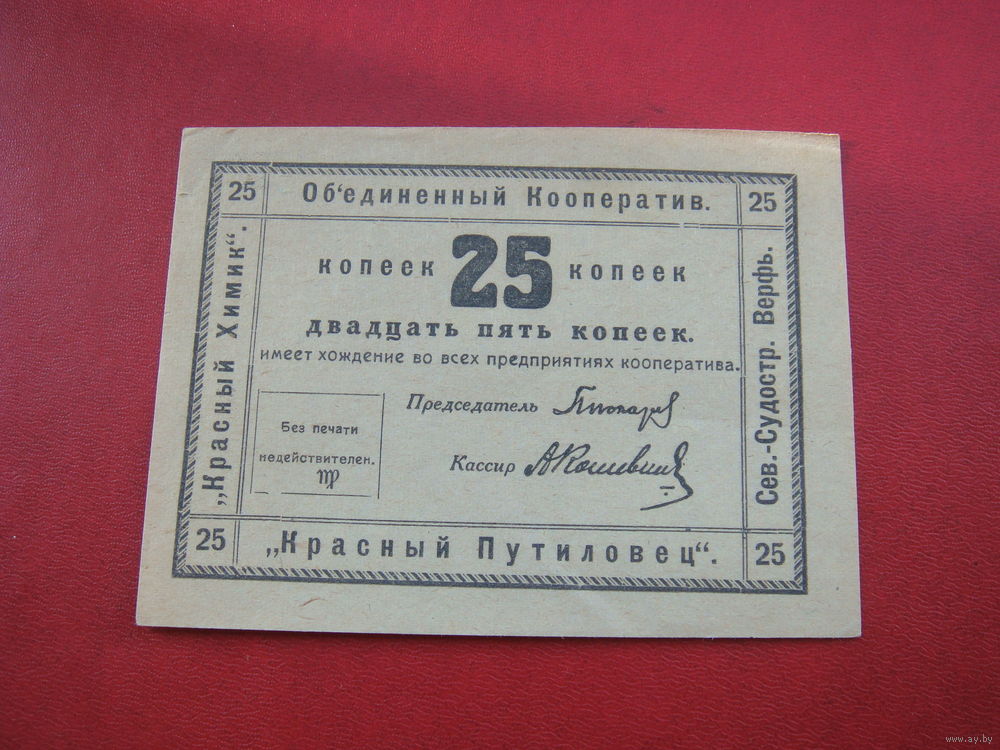 25 Об'единенный Кооператив. 25
„Красный Химик“.
копеек 25 копеек
двадцать пять копеек.
имеет хождение во всех предприятиях кооператива.
Председатель
Без печати
недействителен.
Кассир
Сев.-Судостр. Верфь.
25 „Красный Путиловец“. 25
www.ay.by